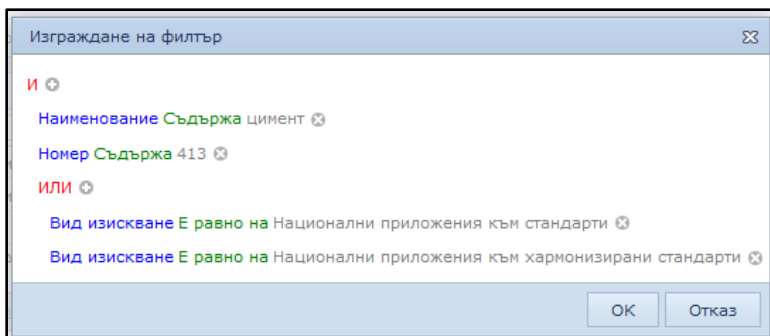 Изграждане на филтър
И
Наименование Съдържа цимент
Номер Съдържа 413
ИЛИ
Вид изискване Е равно на Национални приложения към стандарти
Вид изискване Е равно на Национални приложения към хармонизирани стандарти
OK Отказ